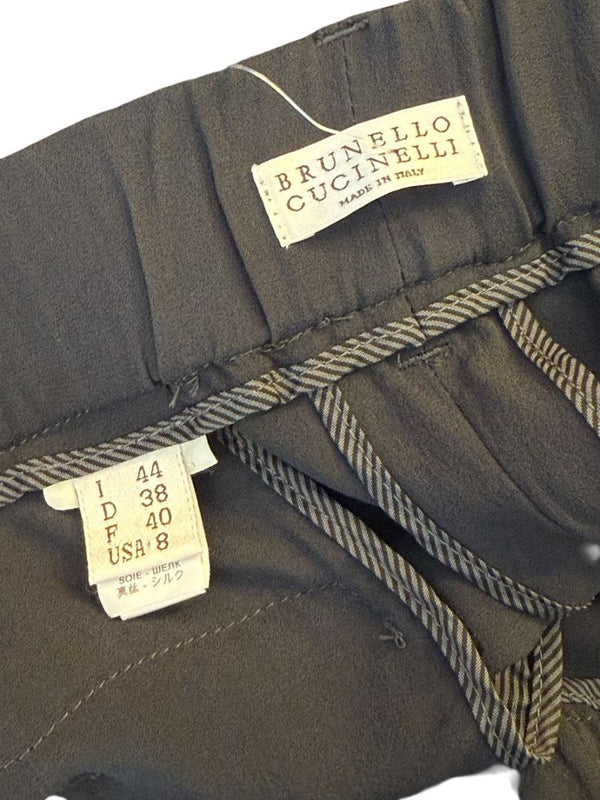 BRUNELLO
CUCINELLI
MADE IN ITALY
I 44
D 38
F 40
USA 8
SOIE - ШЕЛК
真丝 - シルク